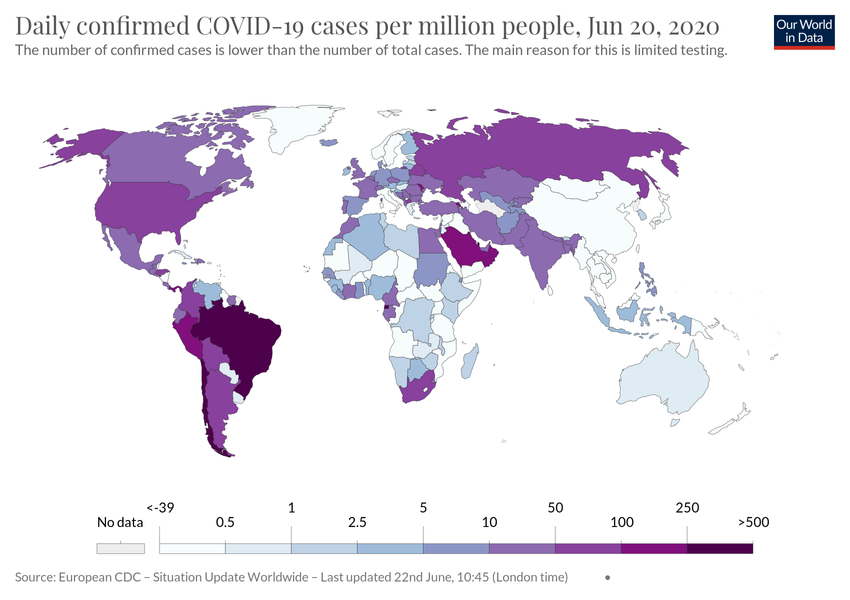 Daily confirmed COVID-19 cases per million people, Jun 20, 2020
Our World
in Data
The number of confirmed cases is lower than the number of total cases. The main reason for this is limited testing.
<-39 1 5 50 250
No data 0.5 2.5 10 100 >500
Source: European CDC – Situation Update Worldwide – Last updated 22nd June, 10:45 (London time) •